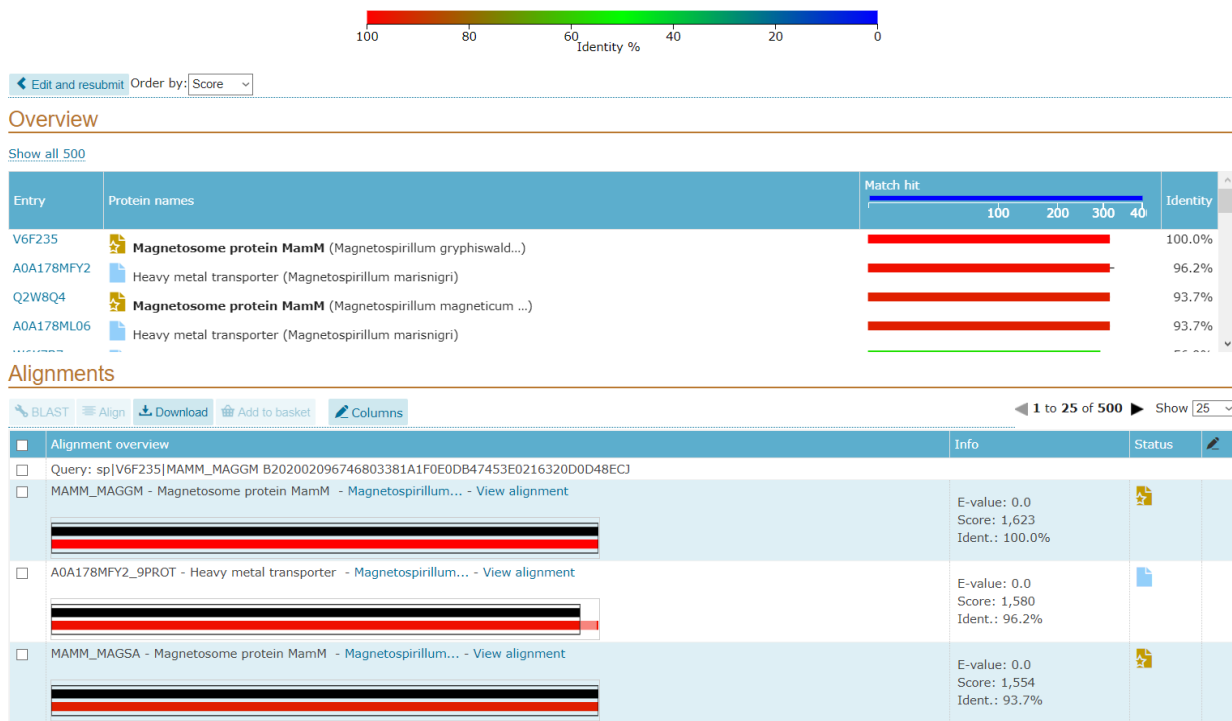 100 80 60 40 20 0
Identity %
Edit and resubmit Order by: Score
Overview
Show all 500
Entry Protein names Match hit Identity
100 200 300 40
V6F235 Magnetosome protein MamM (Magnetospirillum gryphiswald...) 100.0%
A0A178MFY2 Heavy metal transporter (Magnetospirillum marisnigri) 96.2%
Q2W8Q4 Magnetosome protein MamM (Magnetospirillum magneticum ...) 93.7%
A0A178ML06 Heavy metal transporter (Magnetospirillum marisnigri) 93.7%
Alignments
BLAST Align Download Add to basket Columns 1 to 25 of 500 Show 25
Alignment overview Info Status
Query: sp|V6F235|MAMM_MAGGM B202002096746803381A1F0E0DB47453E0216320D0D48ECJ
MAMM_MAGGM - Magnetosome protein MamM - Magnetospirillum... - View alignment
E-value: 0.0
Score: 1,623
Ident.: 100.0%
A0A178MFY2_9PROT - Heavy metal transporter - Magnetospirillum... - View alignment
E-value: 0.0
Score: 1,580
Ident.: 96.2%
MAMM_MAGSA - Magnetosome protein MamM - Magnetospirillum... - View alignment
E-value: 0.0
Score: 1,554
Ident.: 93.7%